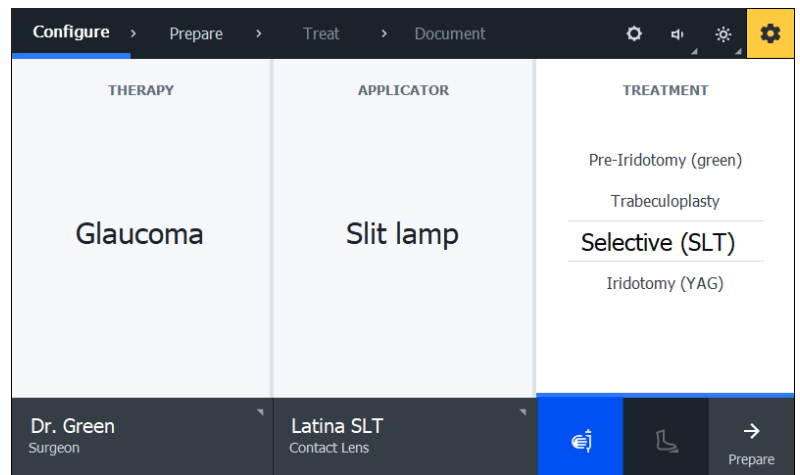 Configure > Prepare > Treat > Document
THERAPY
Glaucoma
APPLICATOR
Slit lamp
TREATMENT
Pre-Iridotomy (green)
Trabeculoplasty
Selective (SLT)
Iridotomy (YAG)
Dr. Green
Surgeon
Latina SLT
Contact Lens
Prepare